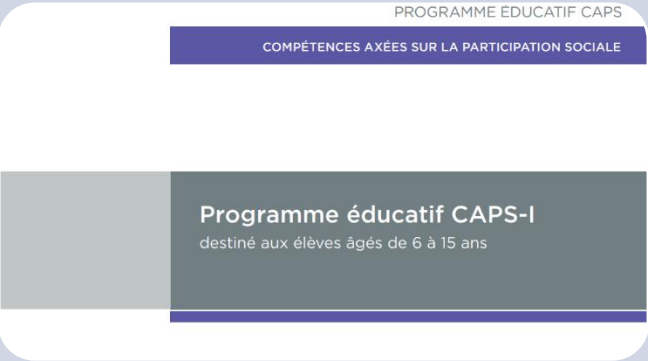 PROGRAMME ÉDUCATIF CAPS
COMPÉTENCES AXÉES SUR LA PARTICIPATION SOCIALE
Programme éducatif CAPS-I
destiné aux élèves âgés de 6 à 15 ans